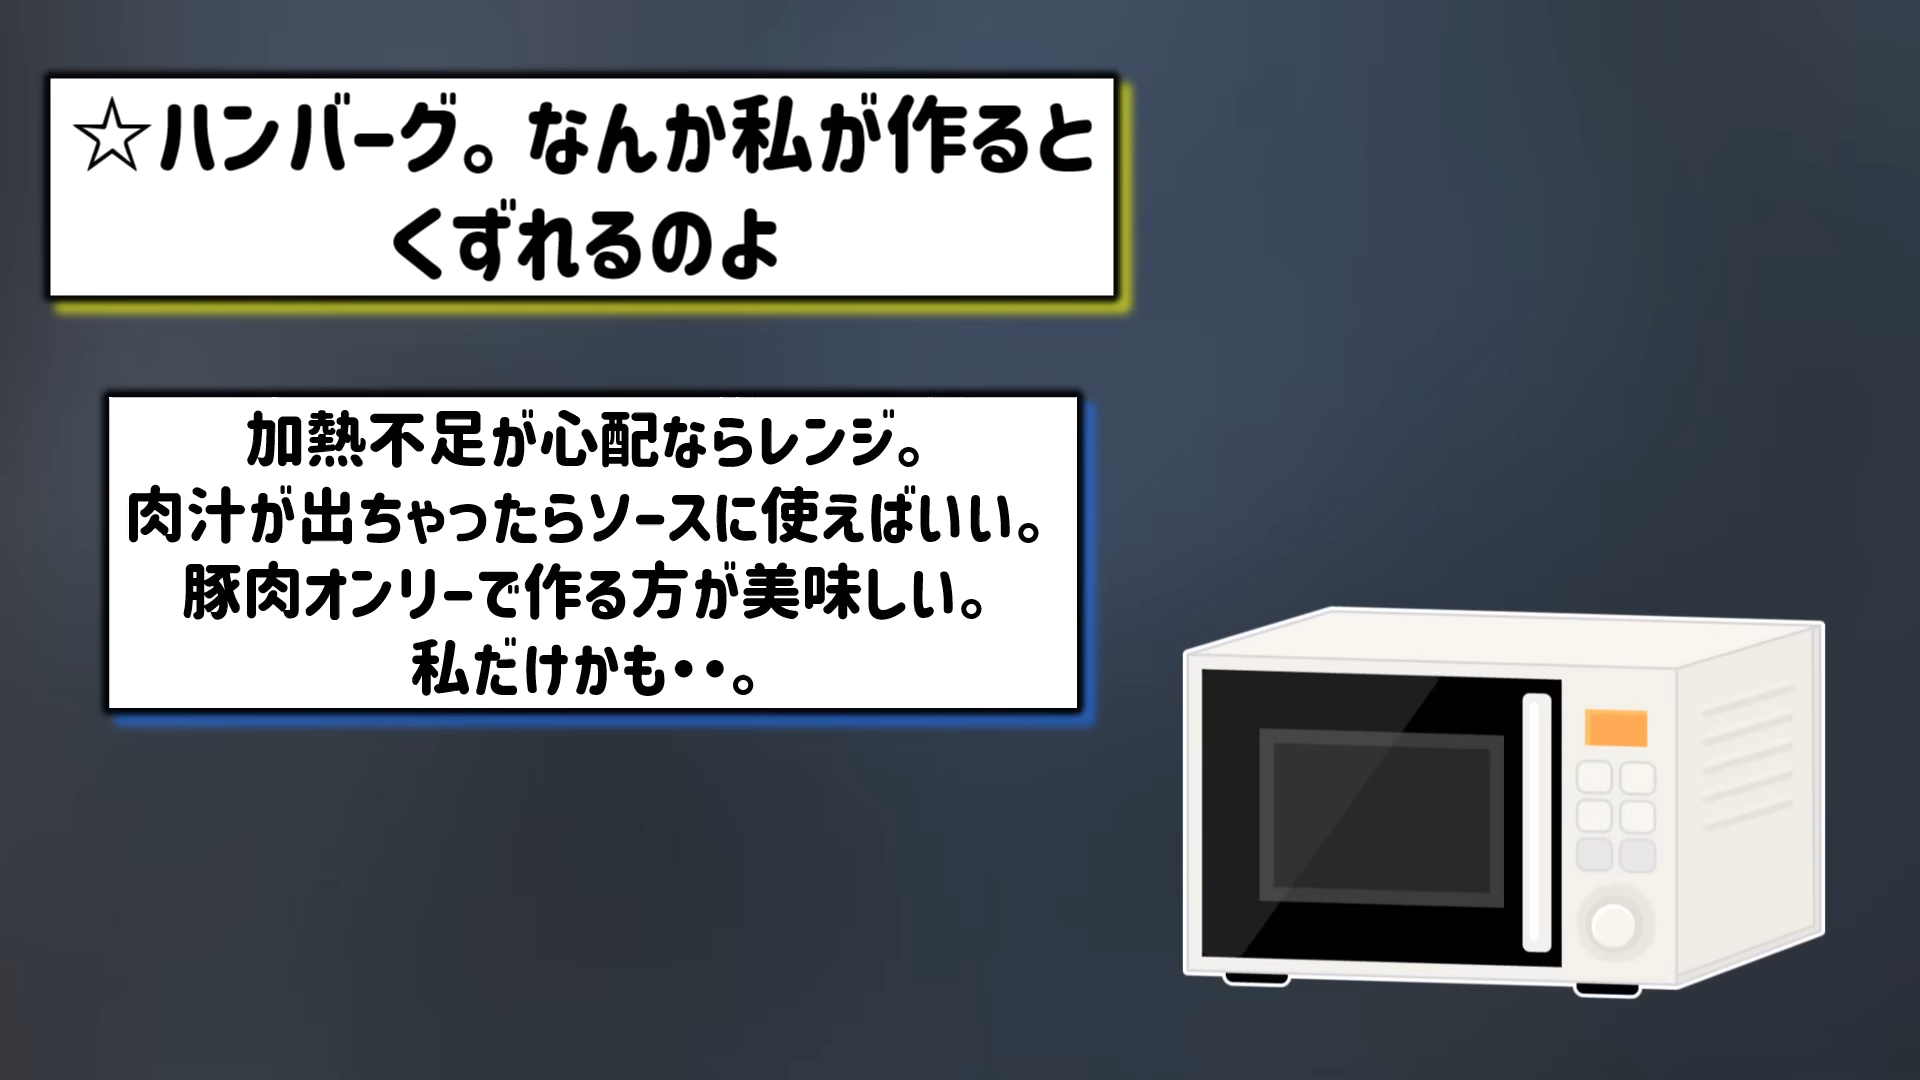 ☆ハンバーグ。なんか私が作ると
くずれるのよ
加熱不足が心配ならレンジ。
肉汁が出ちゃったらソースに使えばいい。
豚肉オンリーで作る方が美味しい。
私だけかも・・。